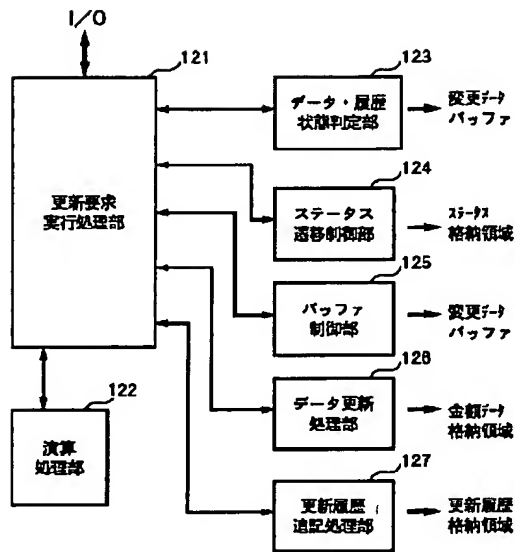 I/O
121
更新要求
実行処理部
122
演算
処理部
123
データ・履歴
状態判定部
変更データ
バッファ
124
ステータス
遷移制御部
ステータス
格納領域
125
バッファ
制御部
変更データ
バッファ
126
データ更新
処理部
金額データ
格納領域
127
更新履歴
追記処理部
更新履歴
格納領域